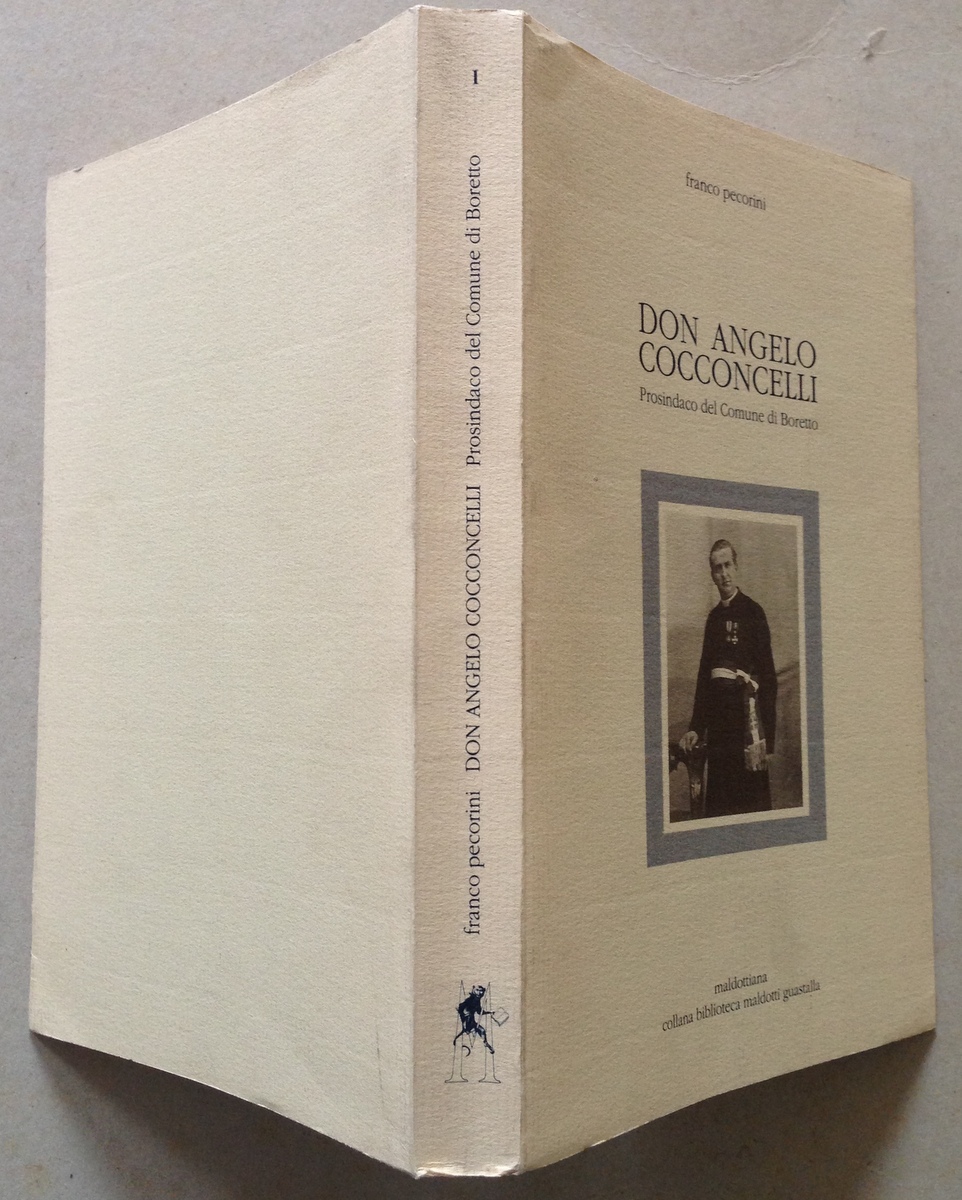 I
franco pecorini DON ANGELO COCCONCELLI Prosindaco del Comune di Boretto
franco pecorini
DON ANGELO
COCCONCELLI
Prosindaco del Comune di Boretto
maldottiana
collana biblioteca maldotti guastalla